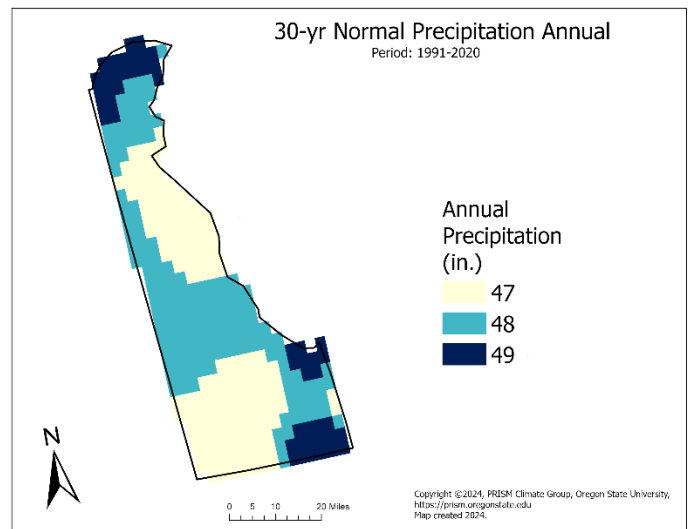 30-yr Normal Precipitation Annual
Period: 1991-2020
Annual
Precipitation
(in.)
47
48
49
N
0 5 10 20 Miles
Copyright ©2024, PRISM Climate Group, Oregon State University,
https://prism.oregonstate.edu
Map created 2024.